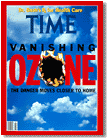 TIME
VANISHING
OZONE
THE DANGER MOVES CLOSER TO HOME